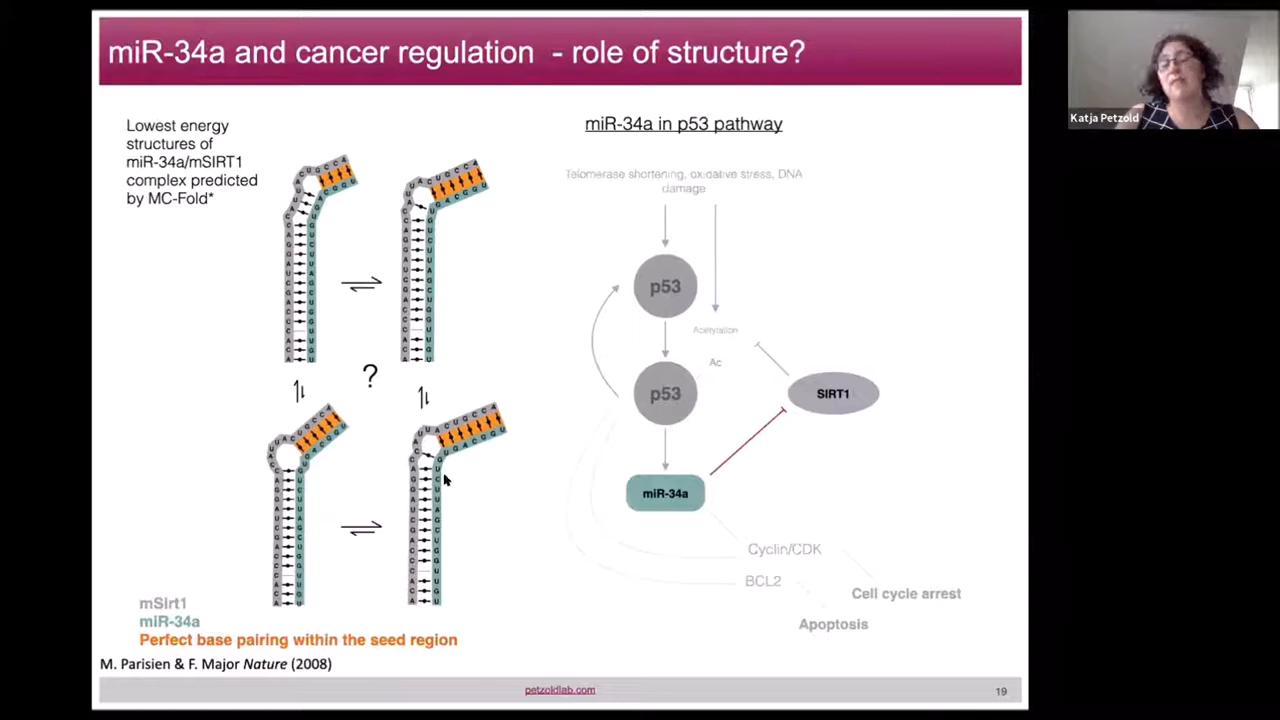 miR-34a and cancer regulation - role of structure?
Katja Petzold
Lowest energy
structures of
miR-34a/mSIRT1
complex predicted
by MC-Fold*
miR-34a in p53 pathway
Telomerase shortening, oxidative stress, DNA
damage
p53
Acetylation
Ac
p53
SIRT1
?
miR-34a
Cyclin/CDK
BCL2
Cell cycle arrest
Apoptosis
mSirt1
miR-34a
Perfect base pairing within the seed region
M. Parisien & F. Major Nature (2008)
petzoldlab.com
19